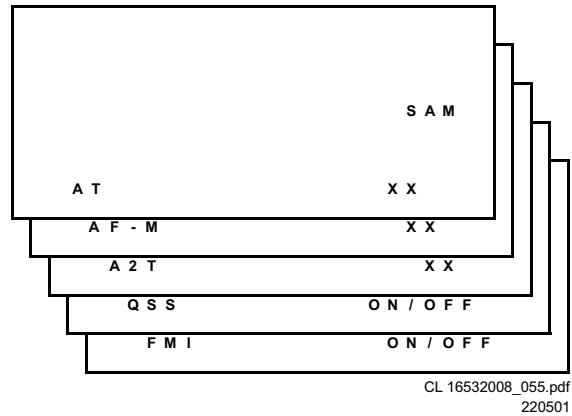 SAM
AT XX
AF-M XX
A2T XX
QSS ON/OFF
FMI ON/OFF
CL 16532008_055.pdf
220501